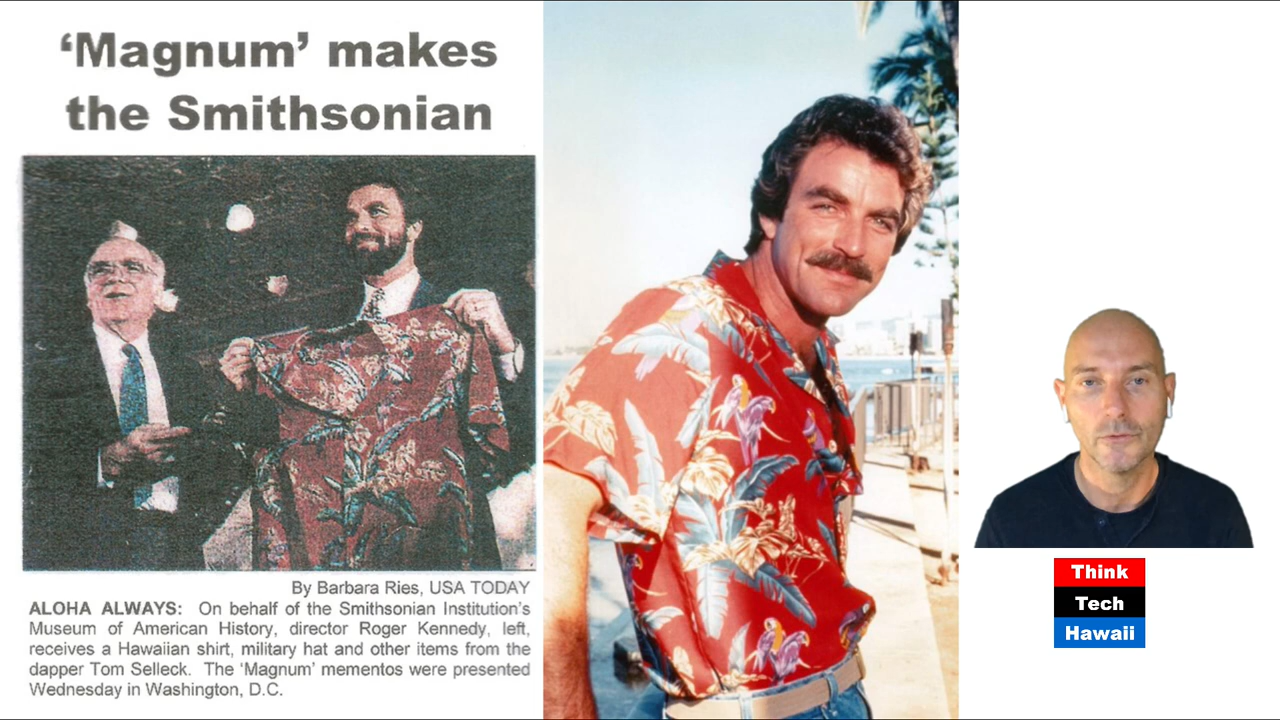 ‘Magnum’ makes
the Smithsonian
By Barbara Ries, USA TODAY
ALOHA ALWAYS: On behalf of the Smithsonian Institution’s
Museum of American History, director Roger Kennedy, left,
receives a Hawaiian shirt, military hat and other items from the
dapper Tom Selleck. The ‘Magnum’ mementos were presented
Wednesday in Washington, D.C.
Think
Tech
Hawaii